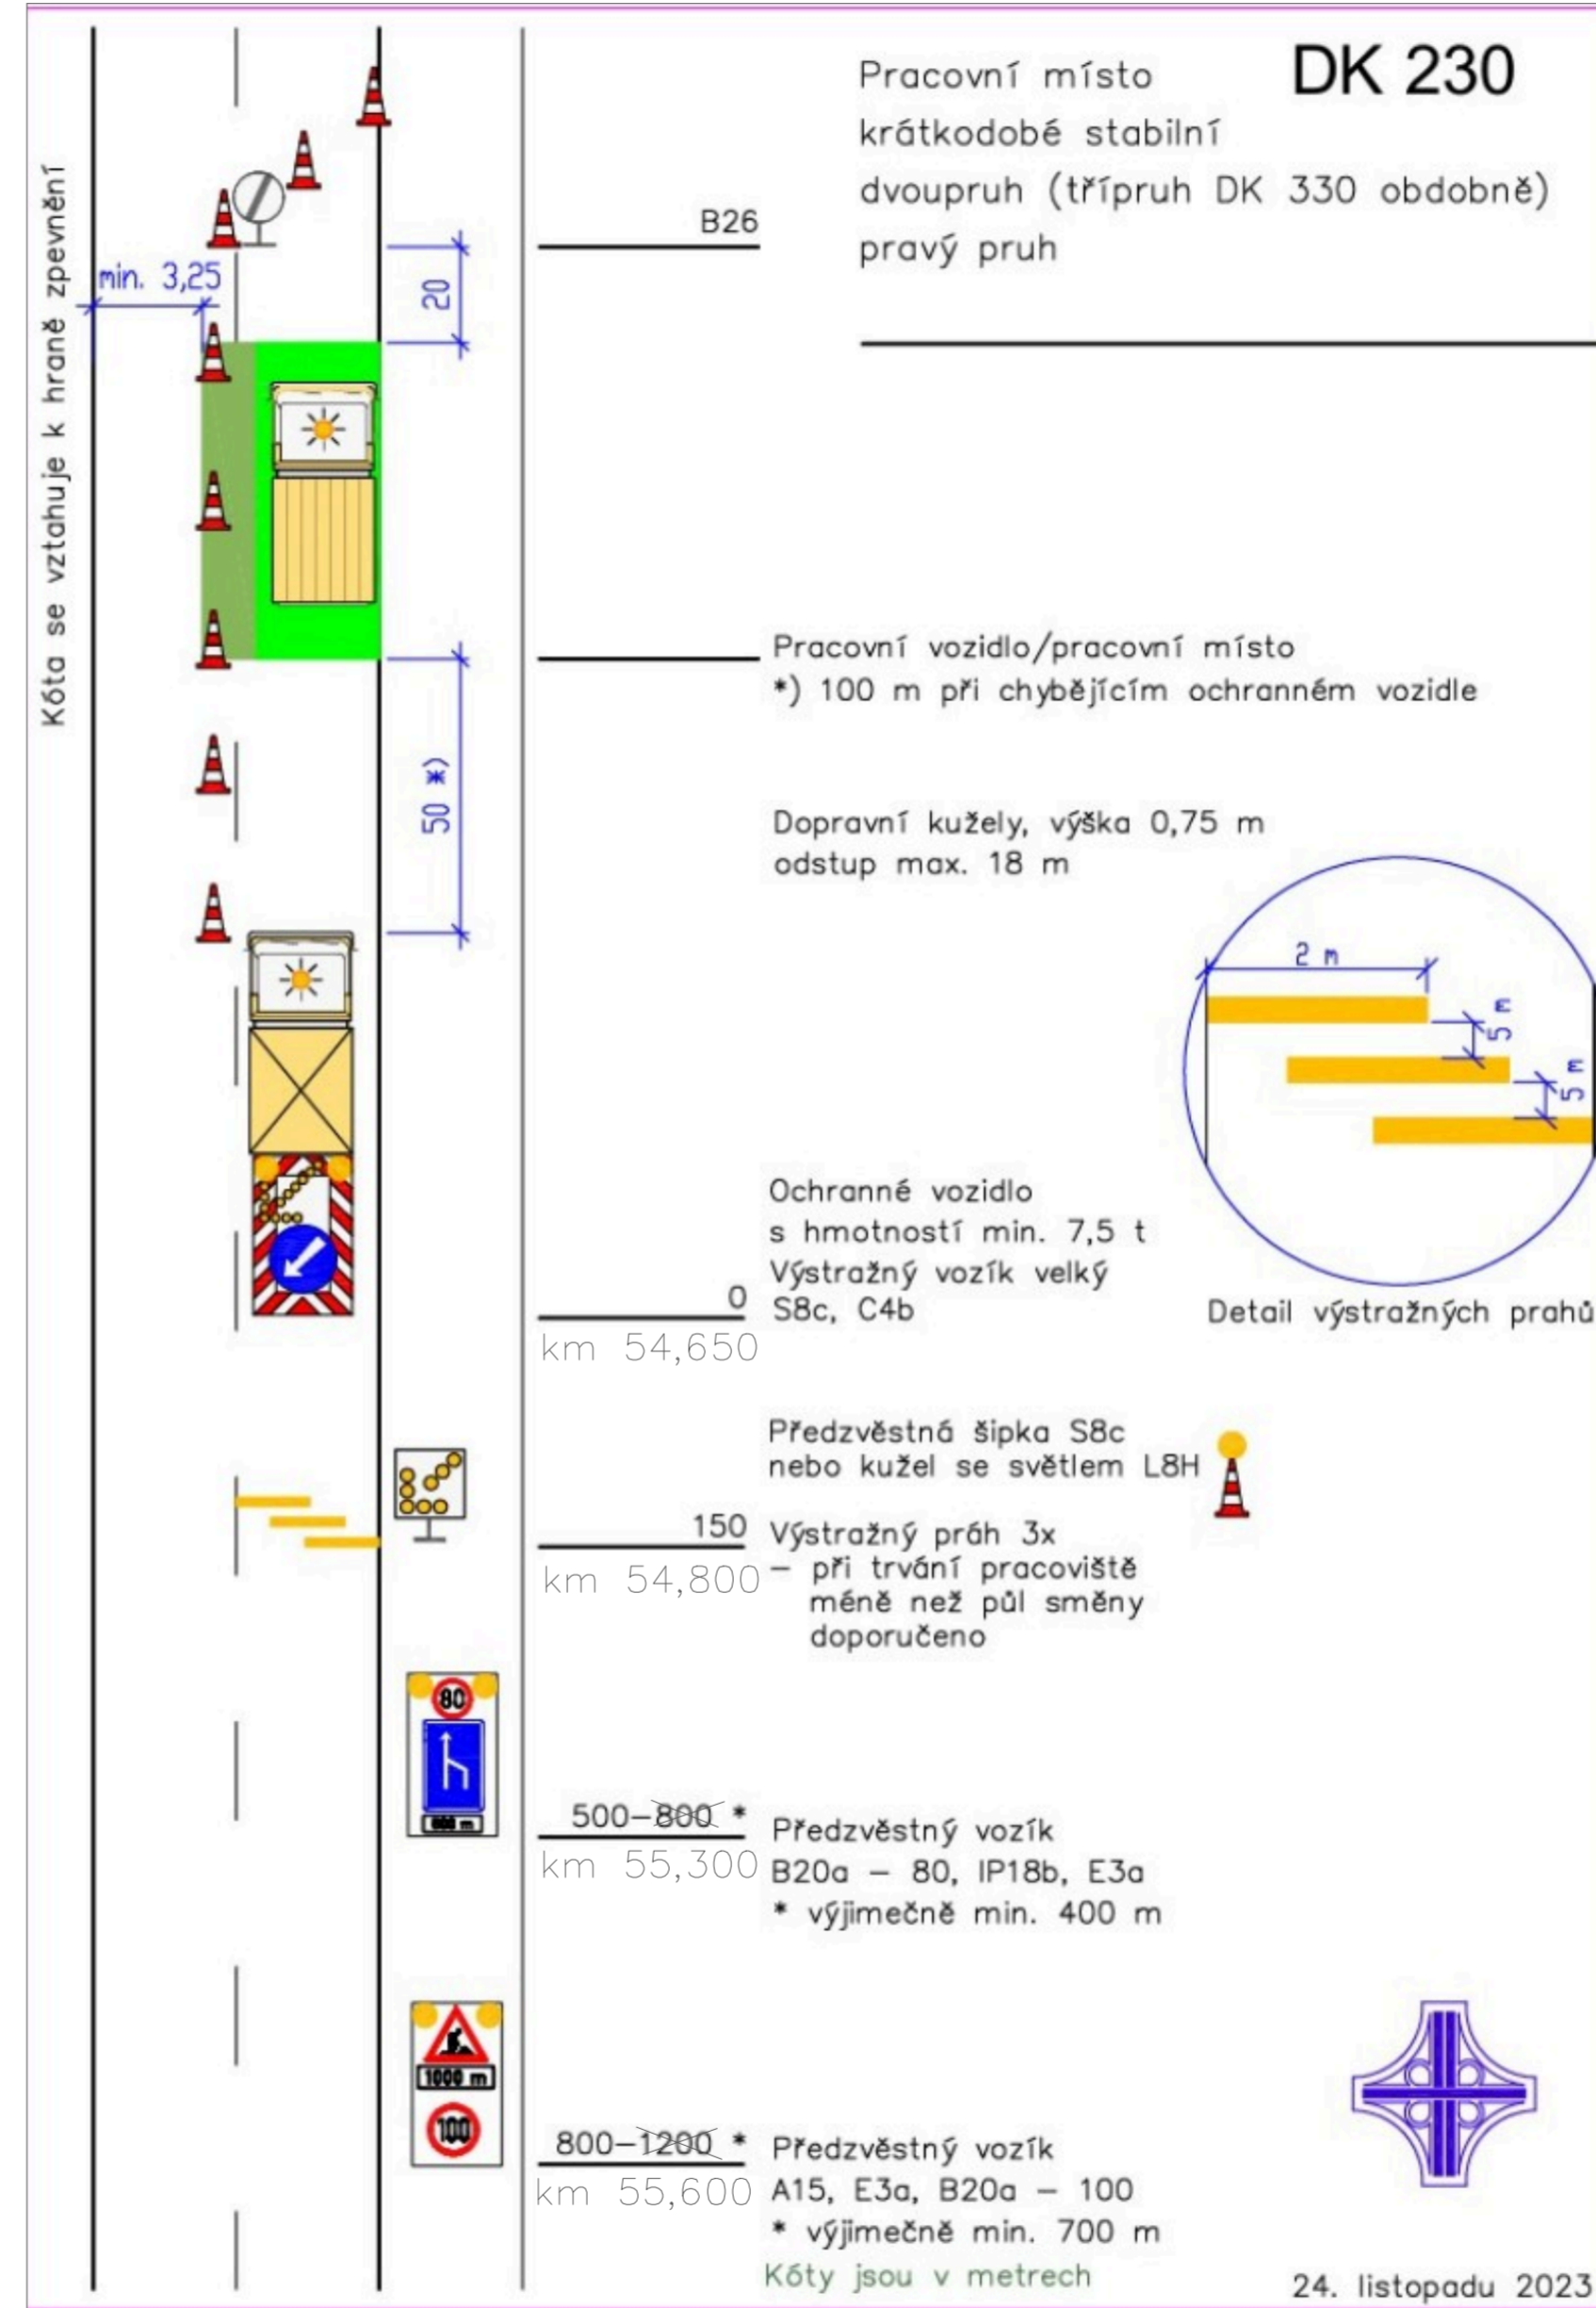 Pracovní místo
DK 230
krátkodobé stabilní
dvoupruh (třípruh DK 330 obdobně)
pravý pruh
Kóta se vztahuje k hraně zpevnění
B26
min. 3,25
20
Pracovní vozidlo/pracovní místo
*) 100 m při chybějícím ochranném vozidle
50 *)
Dopravní kužely, výška 0,75 m
odstup max. 18 m
2 m
5 m
5 m
Detail výstražných prahů
Ochranné vozidlo
s hmotností min. 7,5 t
Výstražný vozík velký
S8c, C4b
0
km 54,650
Předzvěstná šipka S8c
nebo kužel se světlem L8H
150
km 54,800
Výstražný práh 3x
– při trvání pracoviště
méně než půl směny
doporučeno
80
500–800 *
km 55,300
Předzvěstný vozík
B20a – 80, IP18b, E3a
* výjimečně min. 400 m
1000 m
100
800–1200 *
km 55,600
Předzvěstný vozík
A15, E3a, B20a – 100
* výjimečně min. 700 m
Kóty jsou v metrech
24. listopadu 2023